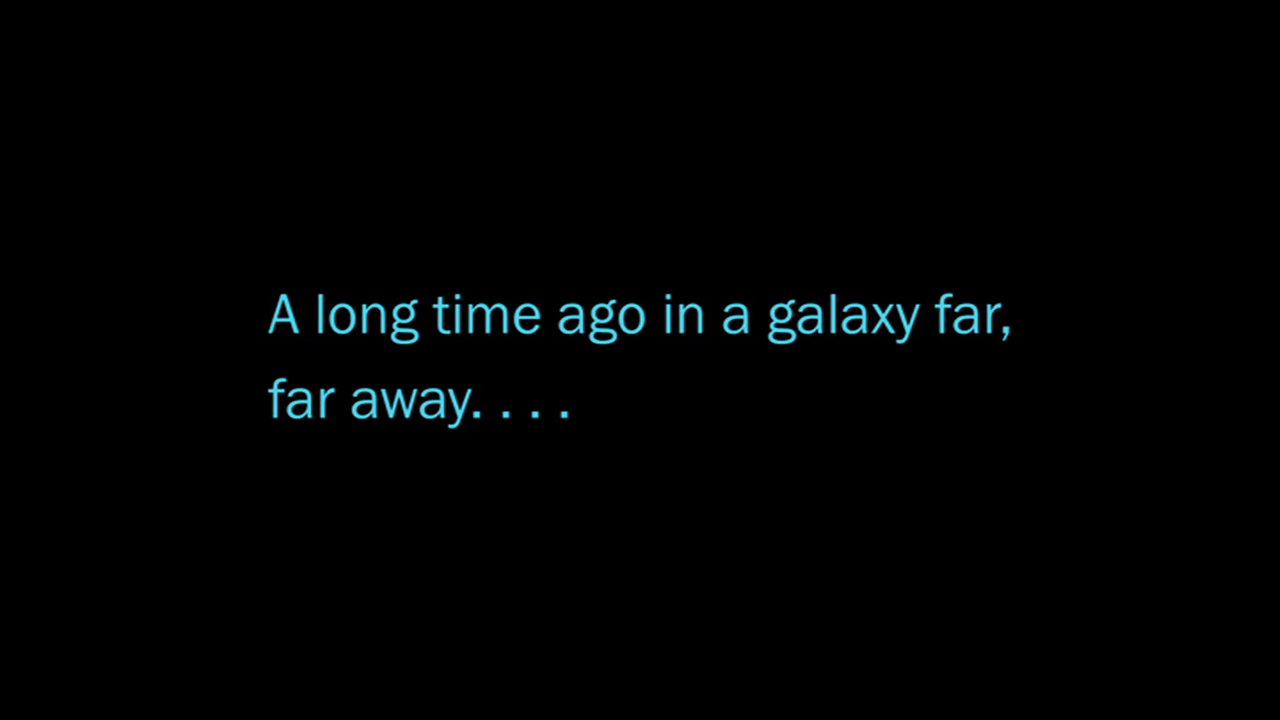 A long time ago in a galaxy far,
far away. . . .